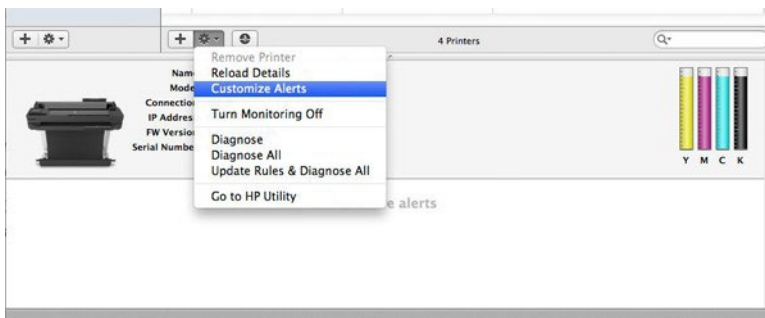 4 Printers
Remove Printer
Reload Details
Customize Alerts
Turn Monitoring Off
Diagnose
Diagnose All
Update Rules & Diagnose All
Go to HP Utility
Nam
Mode
Connection
IP Addres
FW Versio
Serial Numbe
Y M C K
e alerts